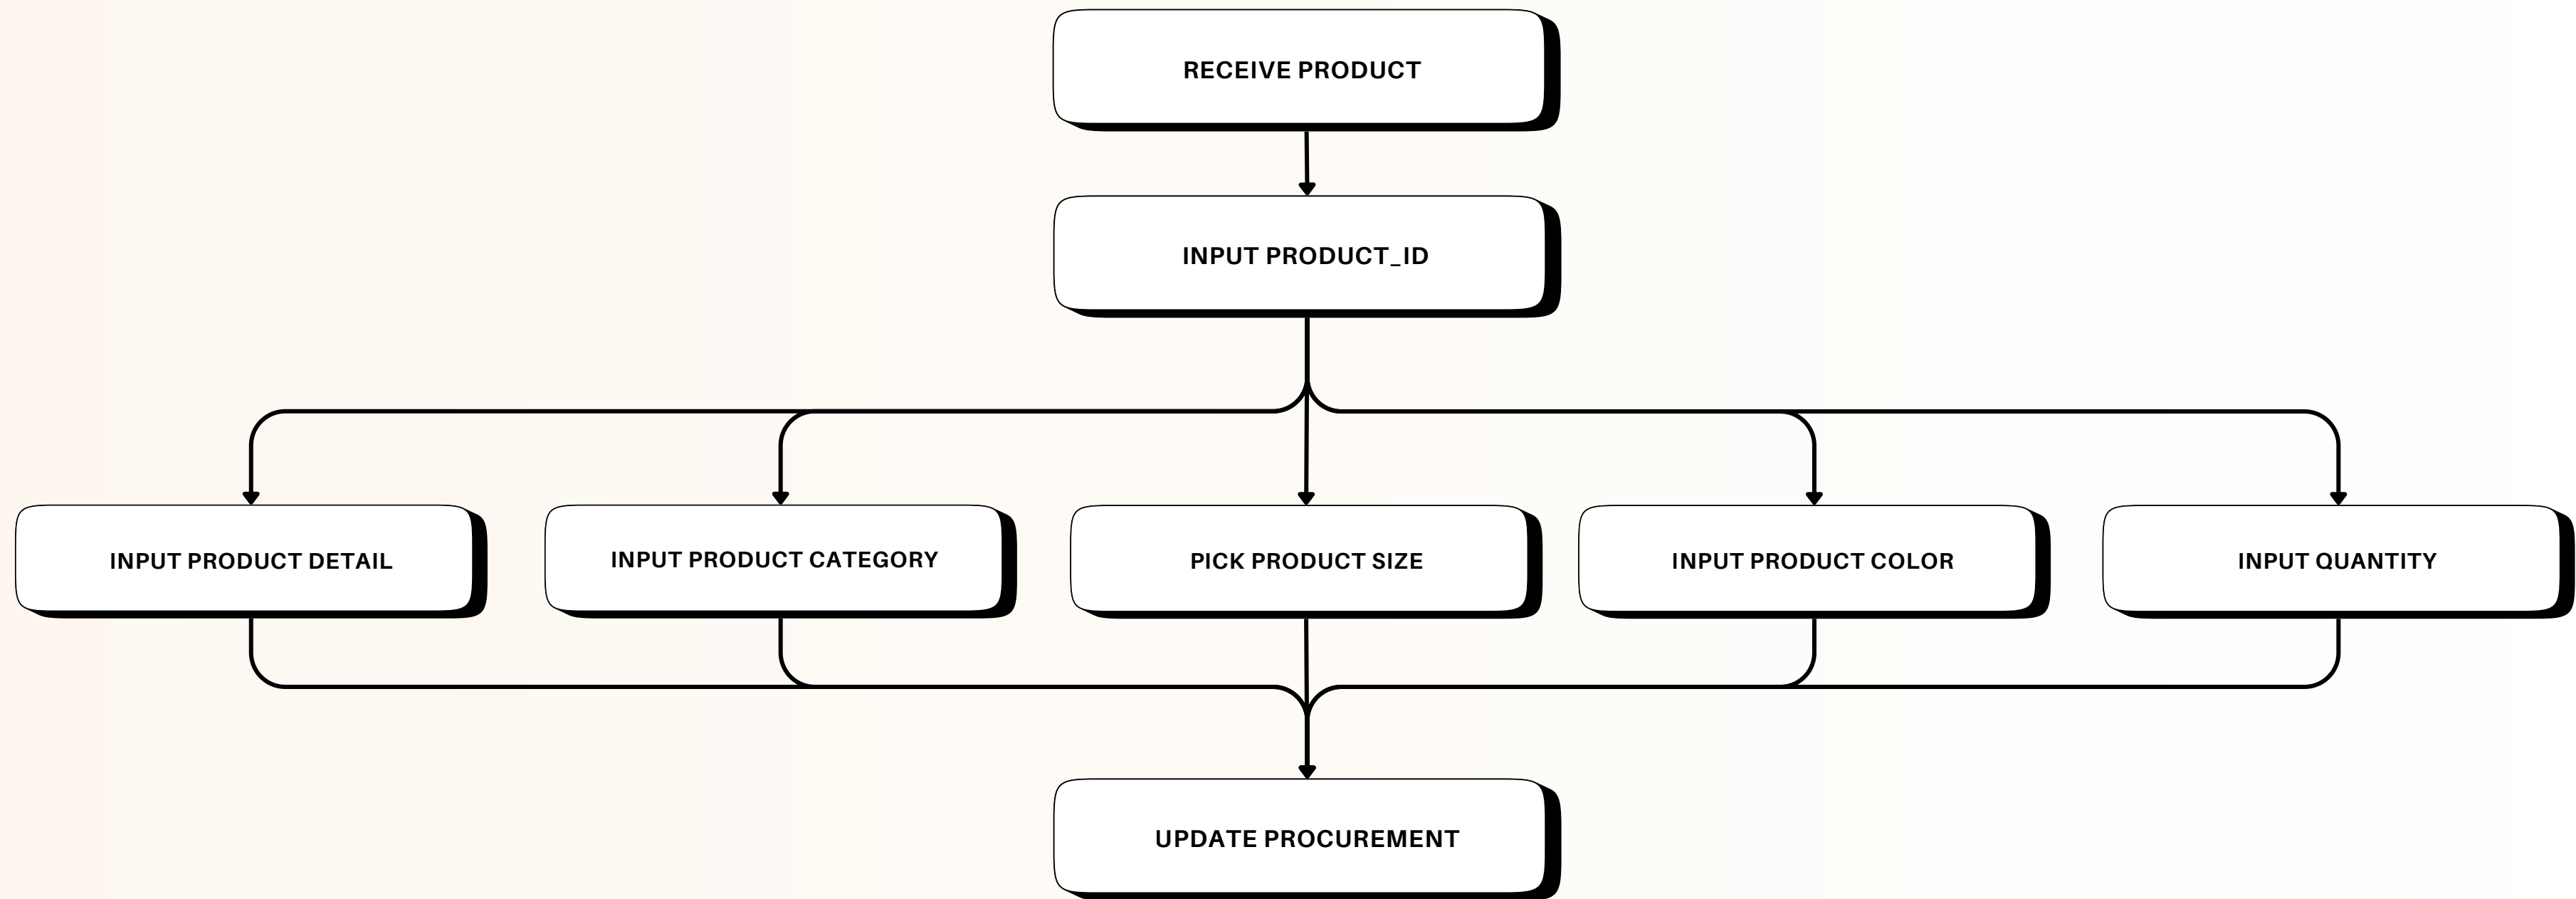 RECEIVE PRODUCT
INPUT PRODUCT_ID
INPUT PRODUCT DETAIL
INPUT PRODUCT CATEGORY
PICK PRODUCT SIZE
INPUT PRODUCT COLOR
INPUT QUANTITY
UPDATE PROCUREMENT